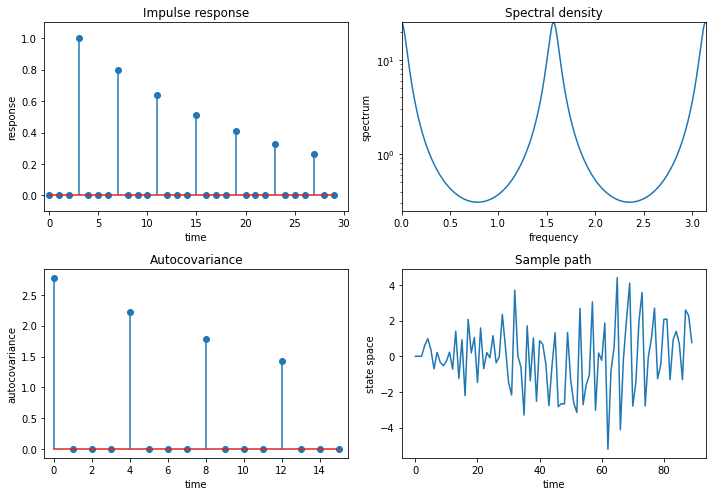 Impulse response
1.0
0.8
0.6
0.4
0.2
0.0
response
0 5 10 15 20 25 30
time
Spectral density
10^1
10^0
spectrum
0.0 0.5 1.0 1.5 2.0 2.5 3.0
frequency
Autocovariance
2.5
2.0
1.5
1.0
0.5
0.0
autocovariance
0 2 4 6 8 10 12 14
time
Sample path
4
2
0
−2
−4
state space
0 20 40 60 80
time